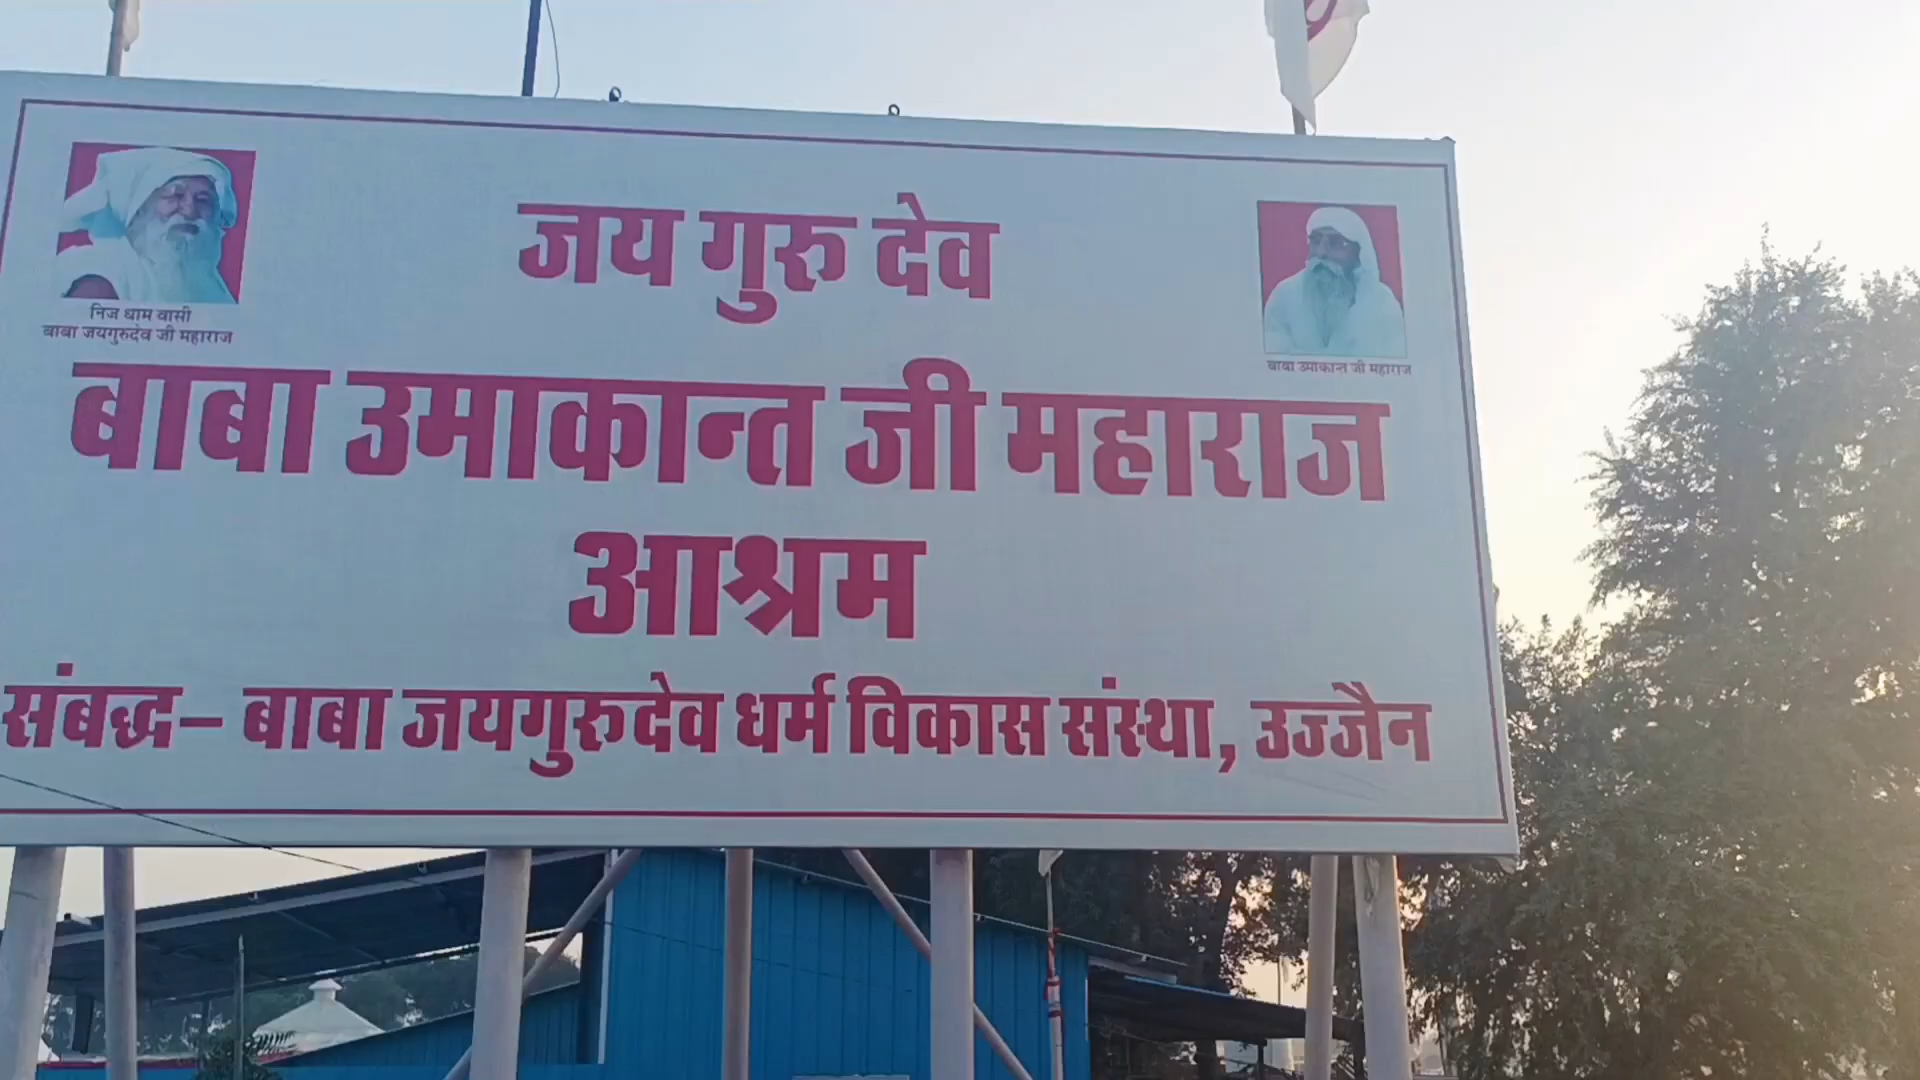 जय गुरु देव
निज धाम वासी
बाबा जयगुरुदेव जी महाराज
बाबा उमाकान्त जी महाराज
बाबा उमाकान्त जी महाराज
आश्रम
संबद्ध– बाबा जयगुरुदेव धर्म विकास संस्था, उज्जैन